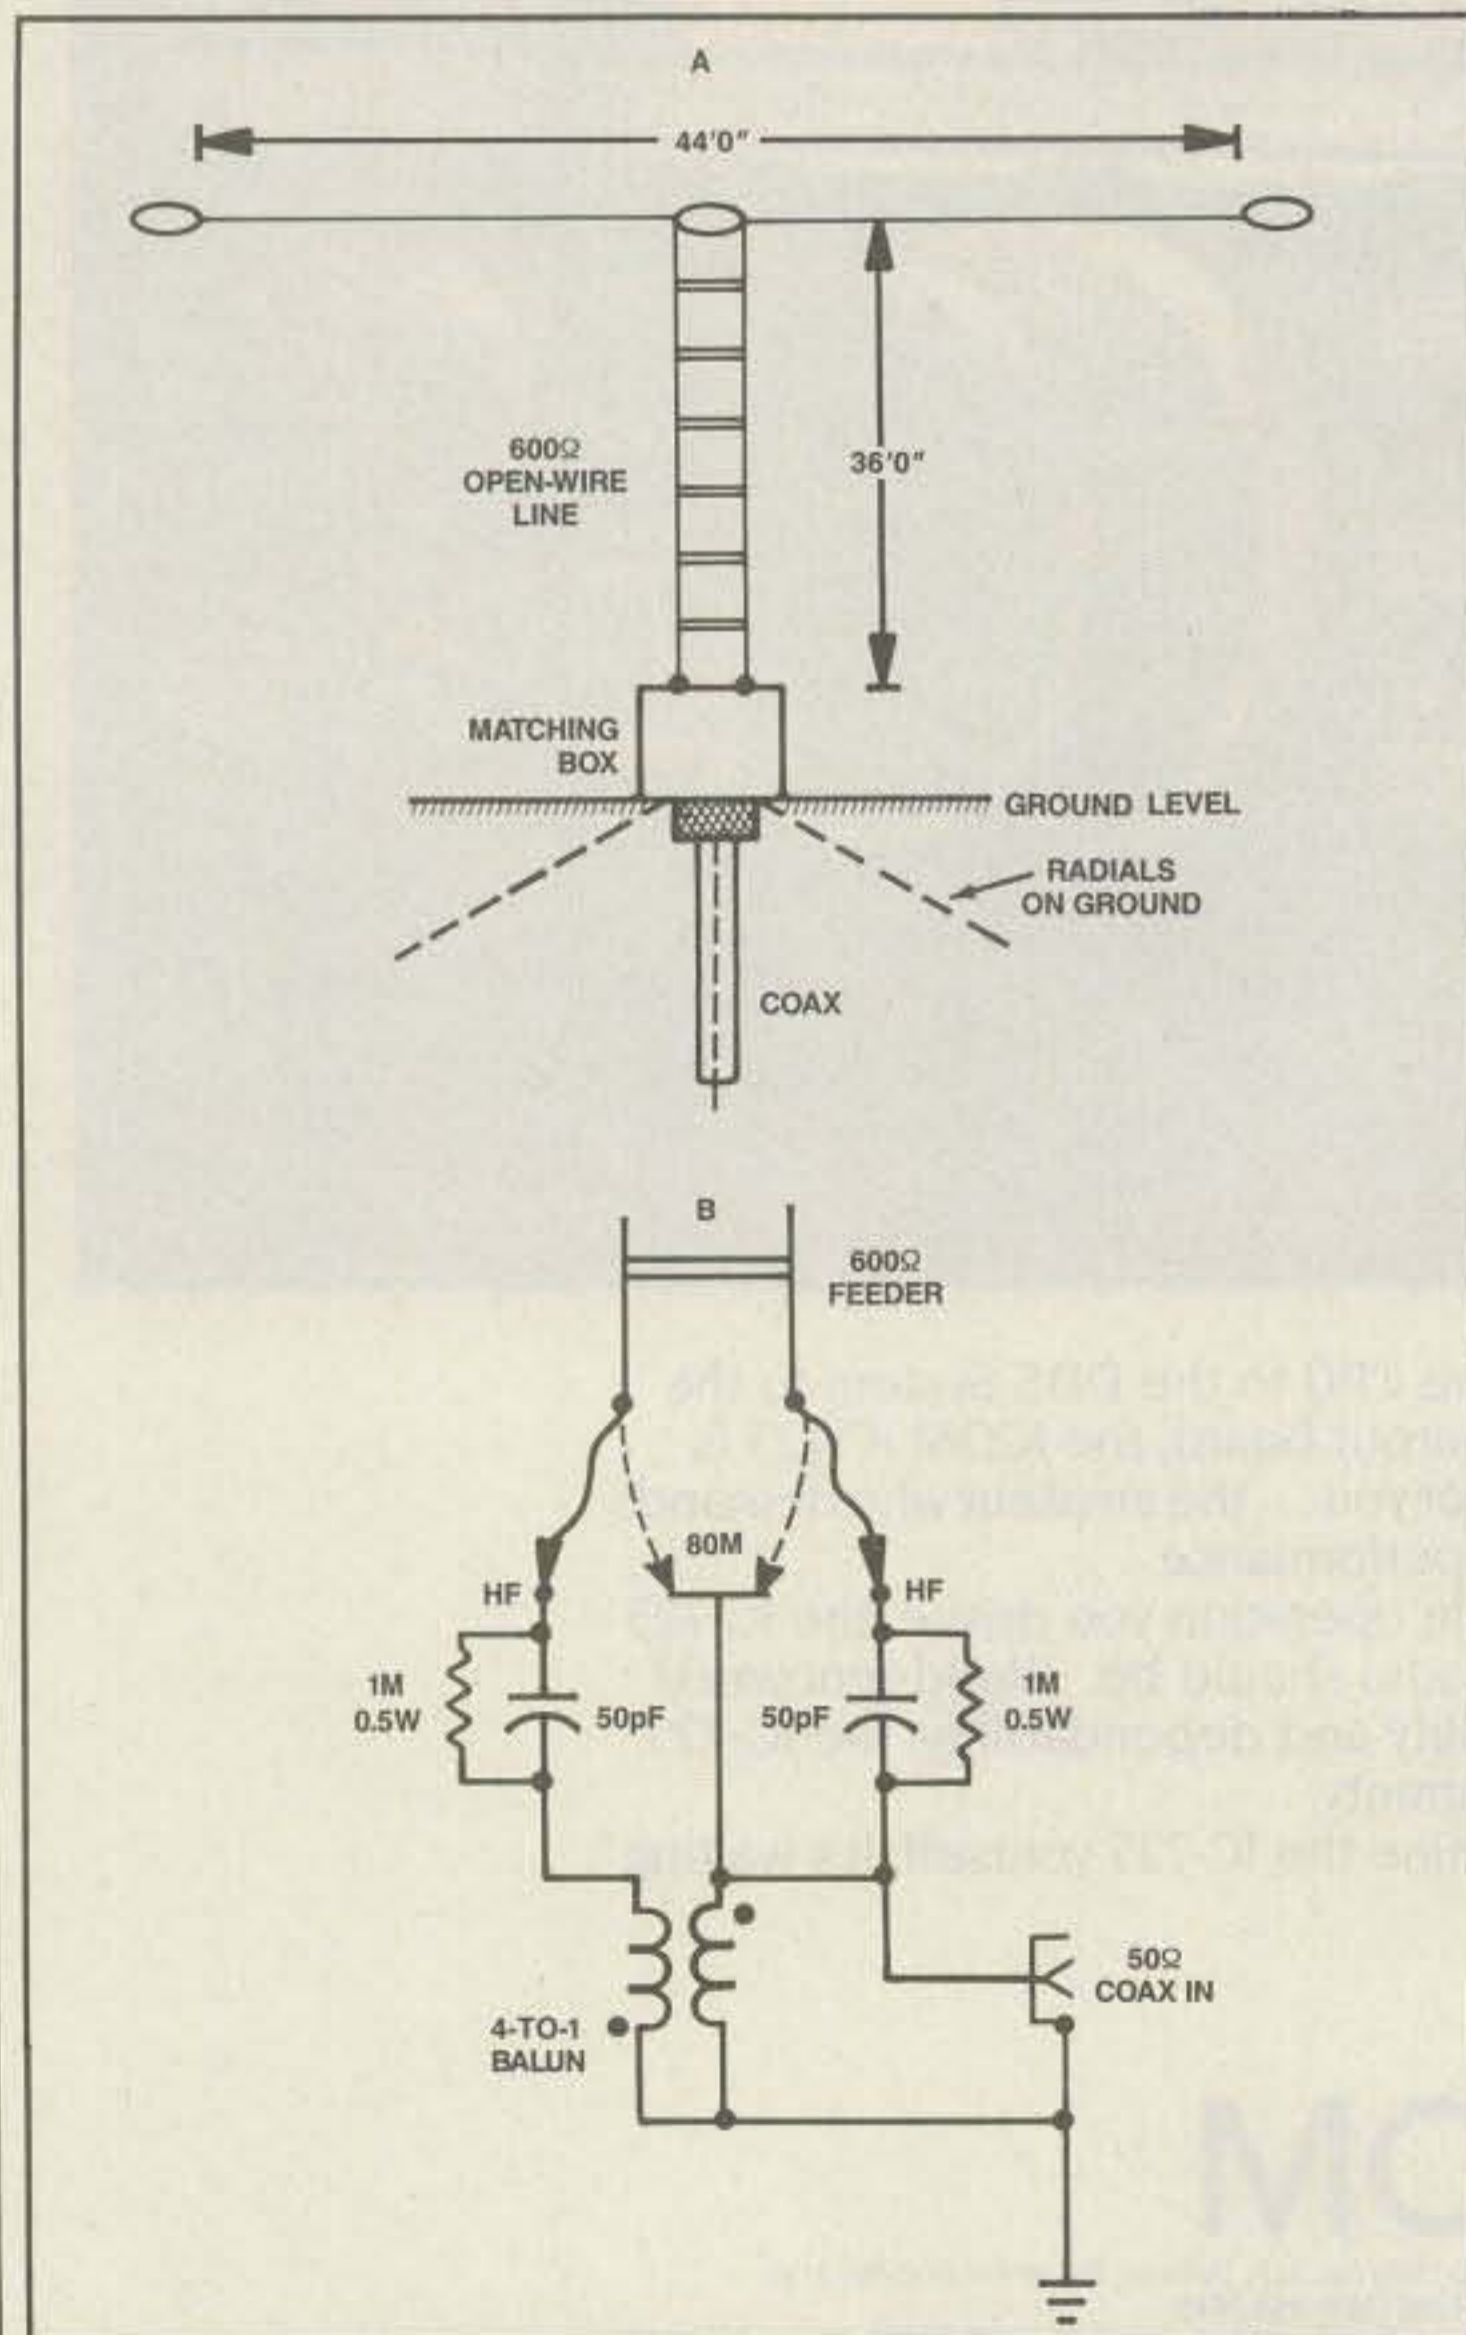 A
44'0"
600Ω
OPEN-WIRE
LINE
36'0"
MATCHING
BOX
GROUND LEVEL
RADIALS
ON GROUND
COAX
B
600Ω
FEEDER
80M
HF
HF
1M
0.5W
50pF
50pF
1M
0.5W
50Ω
COAX IN
4-TO-1
BALUN